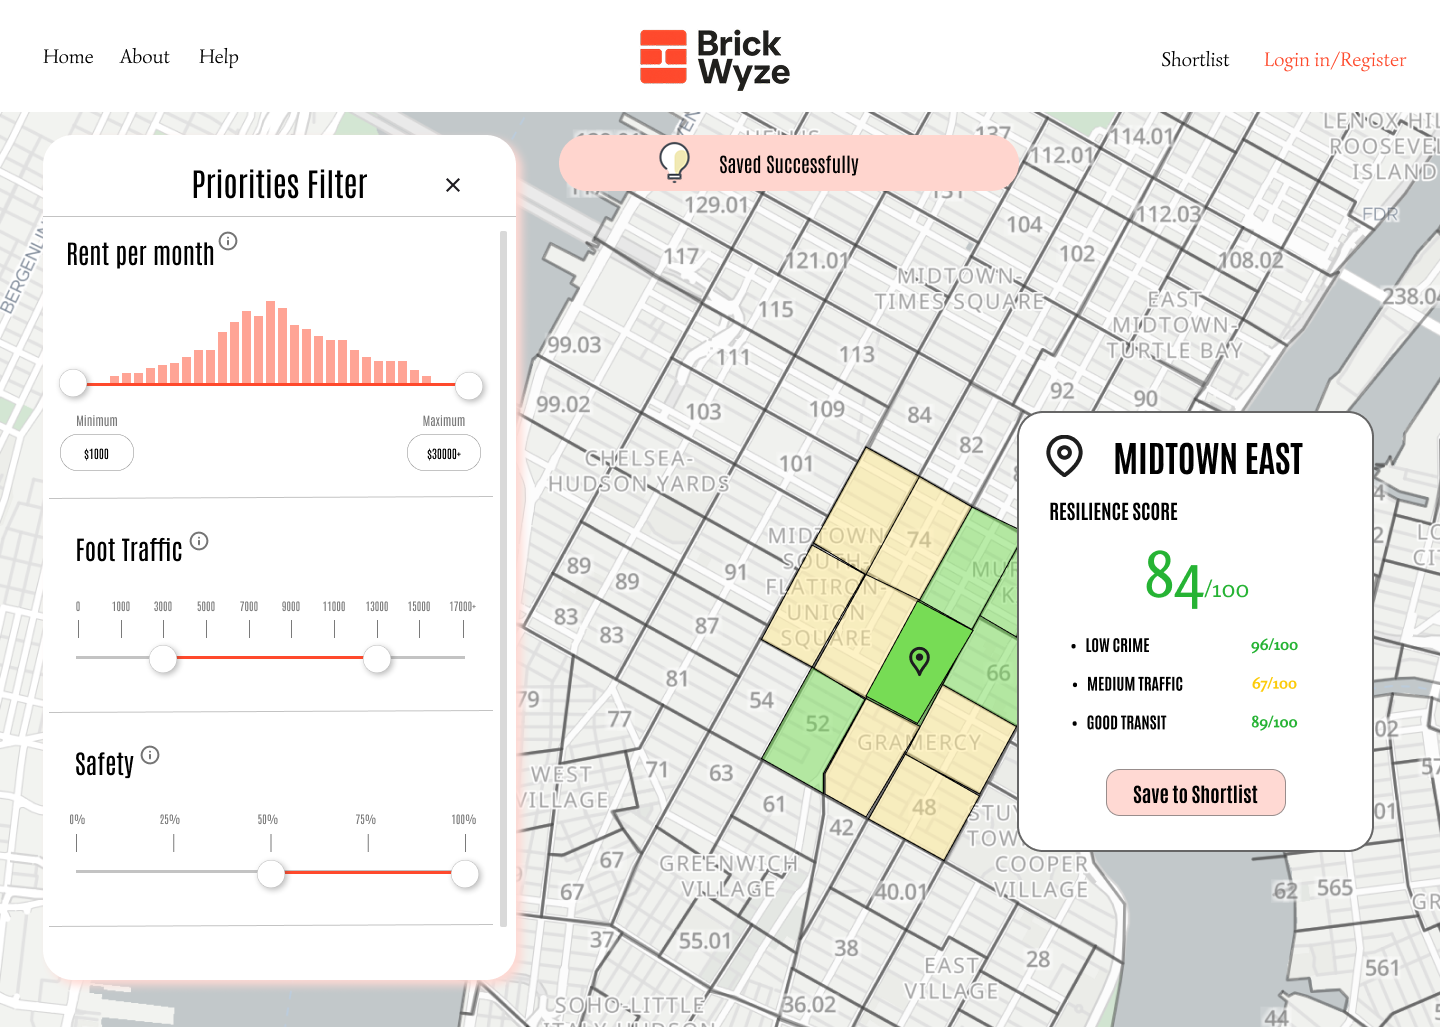 Home
About
Help
Brick
Wyze
Shortlist
Login in/Register
Priorities Filter
Rent per month
Minimum
Maximum
$1000
$30000+
Foot Traffic
0 1000 3000 5000 7000 9000 11000 13000 15000 17000+
Safety
0% 25% 50% 75% 100%
Saved Successfully
BERGENLIN
137
114.01
LENOX HIL
ROOSEVEL
ISLAND
112.01
129.01
104
112.03
FDR
117
121.01
102
108.02
MIDTOWN-
TIMES SQUARE
115
EAST
MIDTOWN-
TURTLE BAY
238.04
99.03
111
113
99.02
103
109
84
92
90
82
CHELSEA-
HUDSON YARDS
101
MIDTOWN
SOUTH-
FLATIRON-
UNION
SQUARE
74
MUR
K
89
89
91
83
83
87
66
81
54
52
79
77
GRAMERCY
71
63
WEST
VILLAGE
61
42
48
STUY
TOW
COOPER
VILLAGE
67
67
GREENWICH
VILLAGE
40.01
62
565
37
55.01
38
28
EAST
VILLAGE
561
36.02
44
SOHO-LITTLE
ITALY-HUDSON
MIDTOWN EAST
RESILIENCE SCORE
84/100
• LOW CRIME 96/100
• MEDIUM TRAFFIC 67/100
• GOOD TRANSIT 89/100
Save to Shortlist